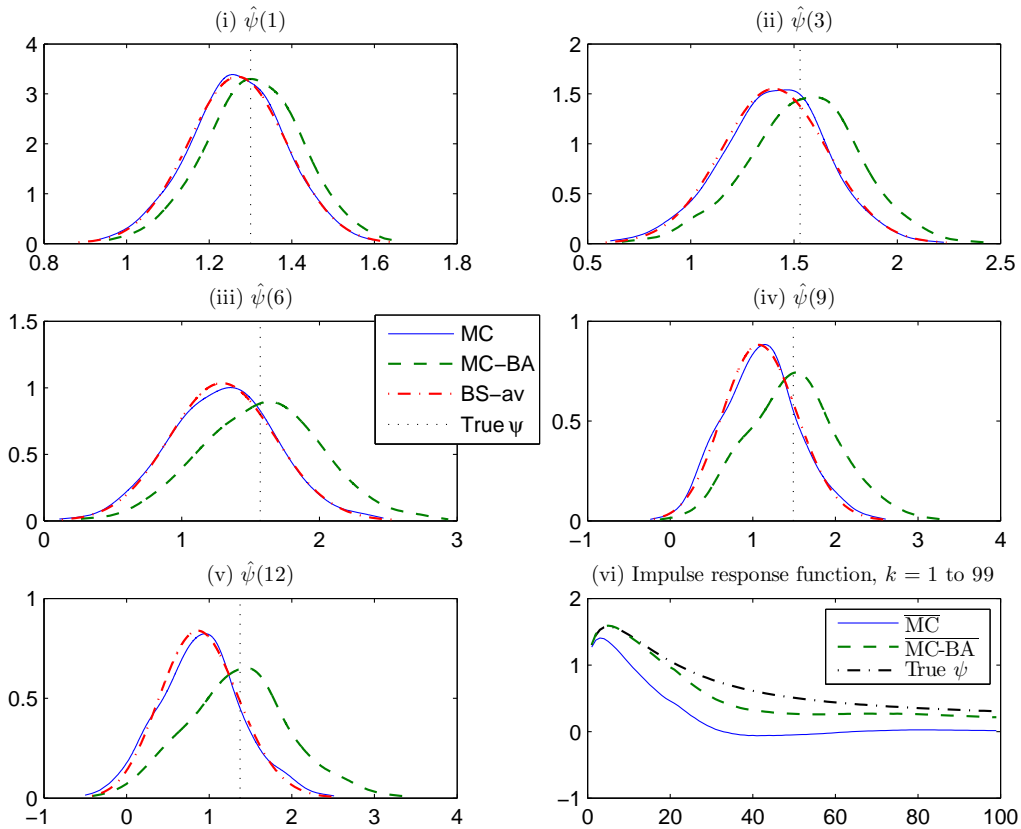 (i) ψ̂(1)
4
3
2
1
0
0.8 1 1.2 1.4 1.6 1.8
(ii) ψ̂(3)
2
1.5
1
0.5
0
0.5 1 1.5 2 2.5
(iii) ψ̂(6)
1.5
1
0.5
0
0 1 2 3
MC
MC−BA
BS−av
True ψ
(iv) ψ̂(9)
1
0.5
0
−1 0 1 2 3 4
(v) ψ̂(12)
1
0.5
0
−1 0 1 2 3 4
(vi) Impulse response function, k = 1 to 99
2
1
0
−1
0 20 40 60 80 100
M̅C̅
M̅C̅-̅B̅A̅
True ψ